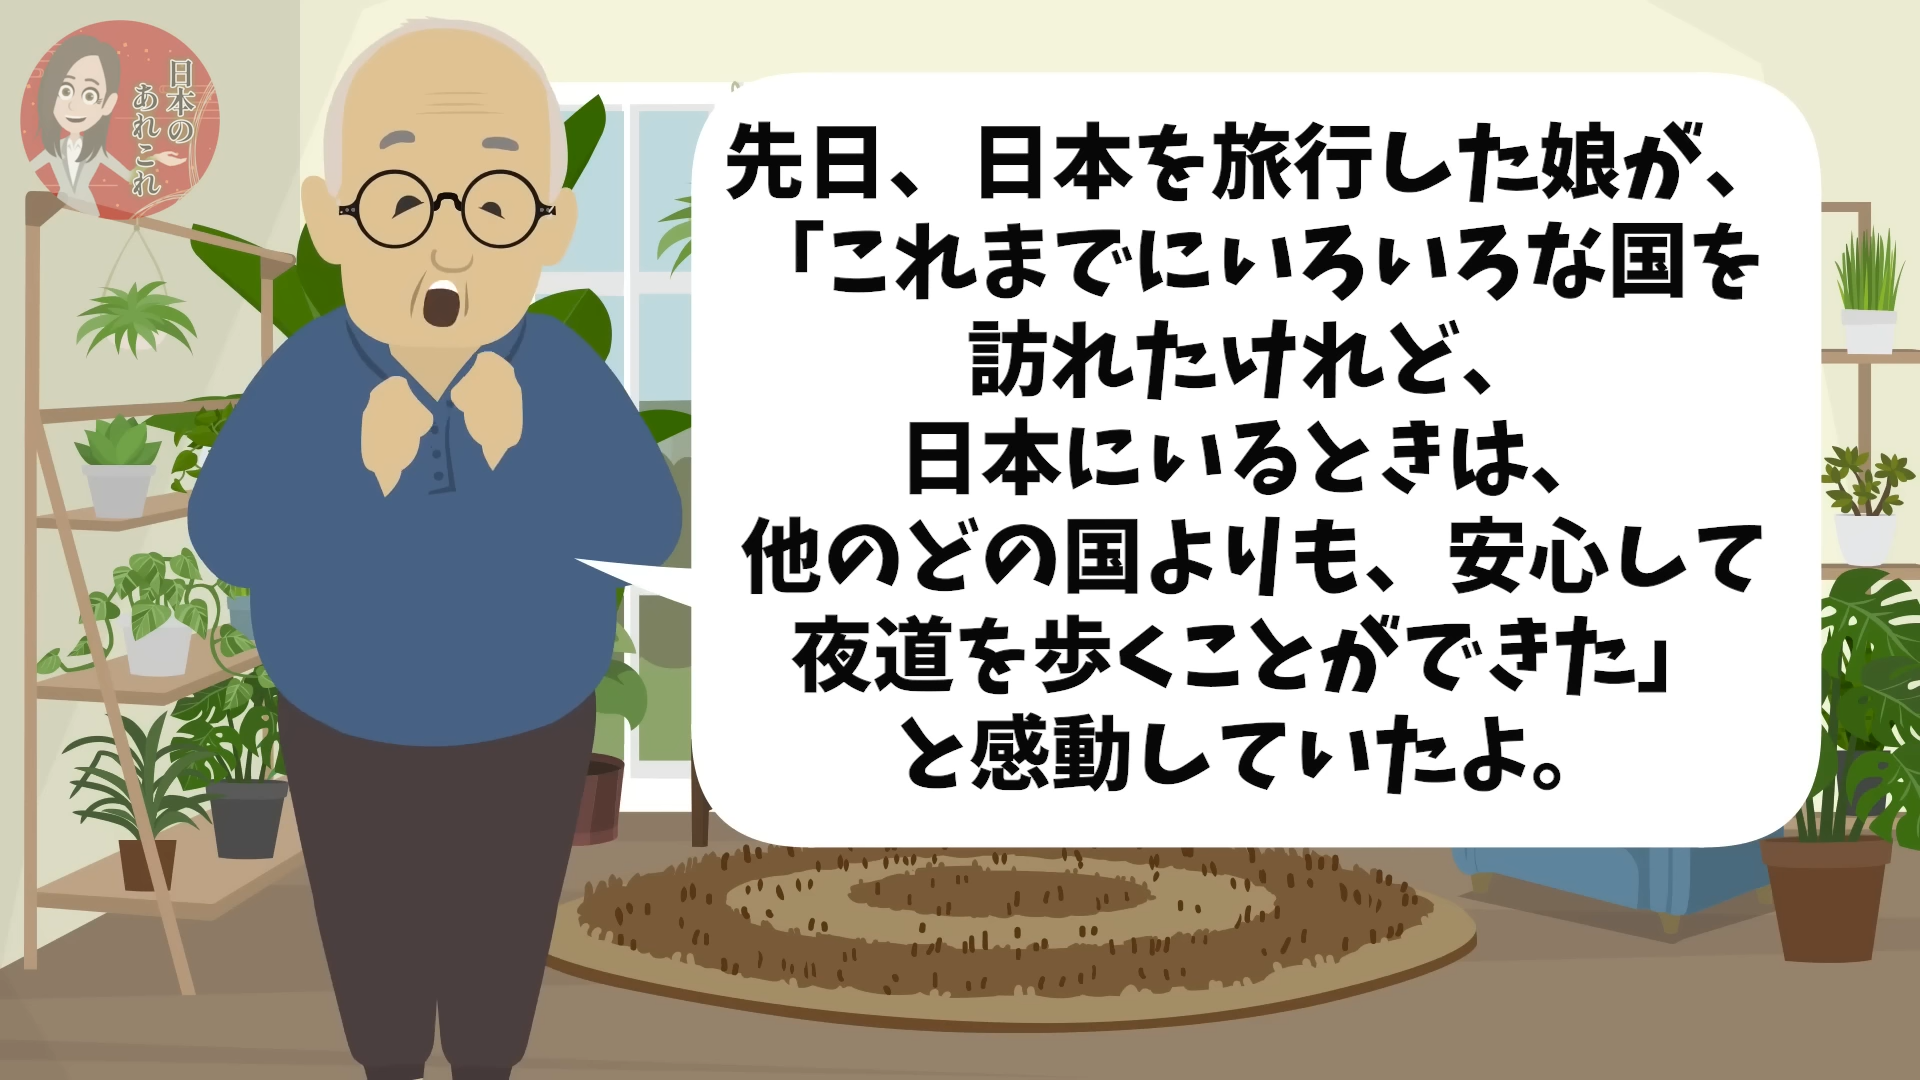 日本の
あれこれ
先日、日本を旅行した娘が、
「これまでにいろいろな国を
訪れたけれど、
日本にいるときは、
他のどの国よりも、安心して
夜道を歩くことができた」
と感動していたよ。